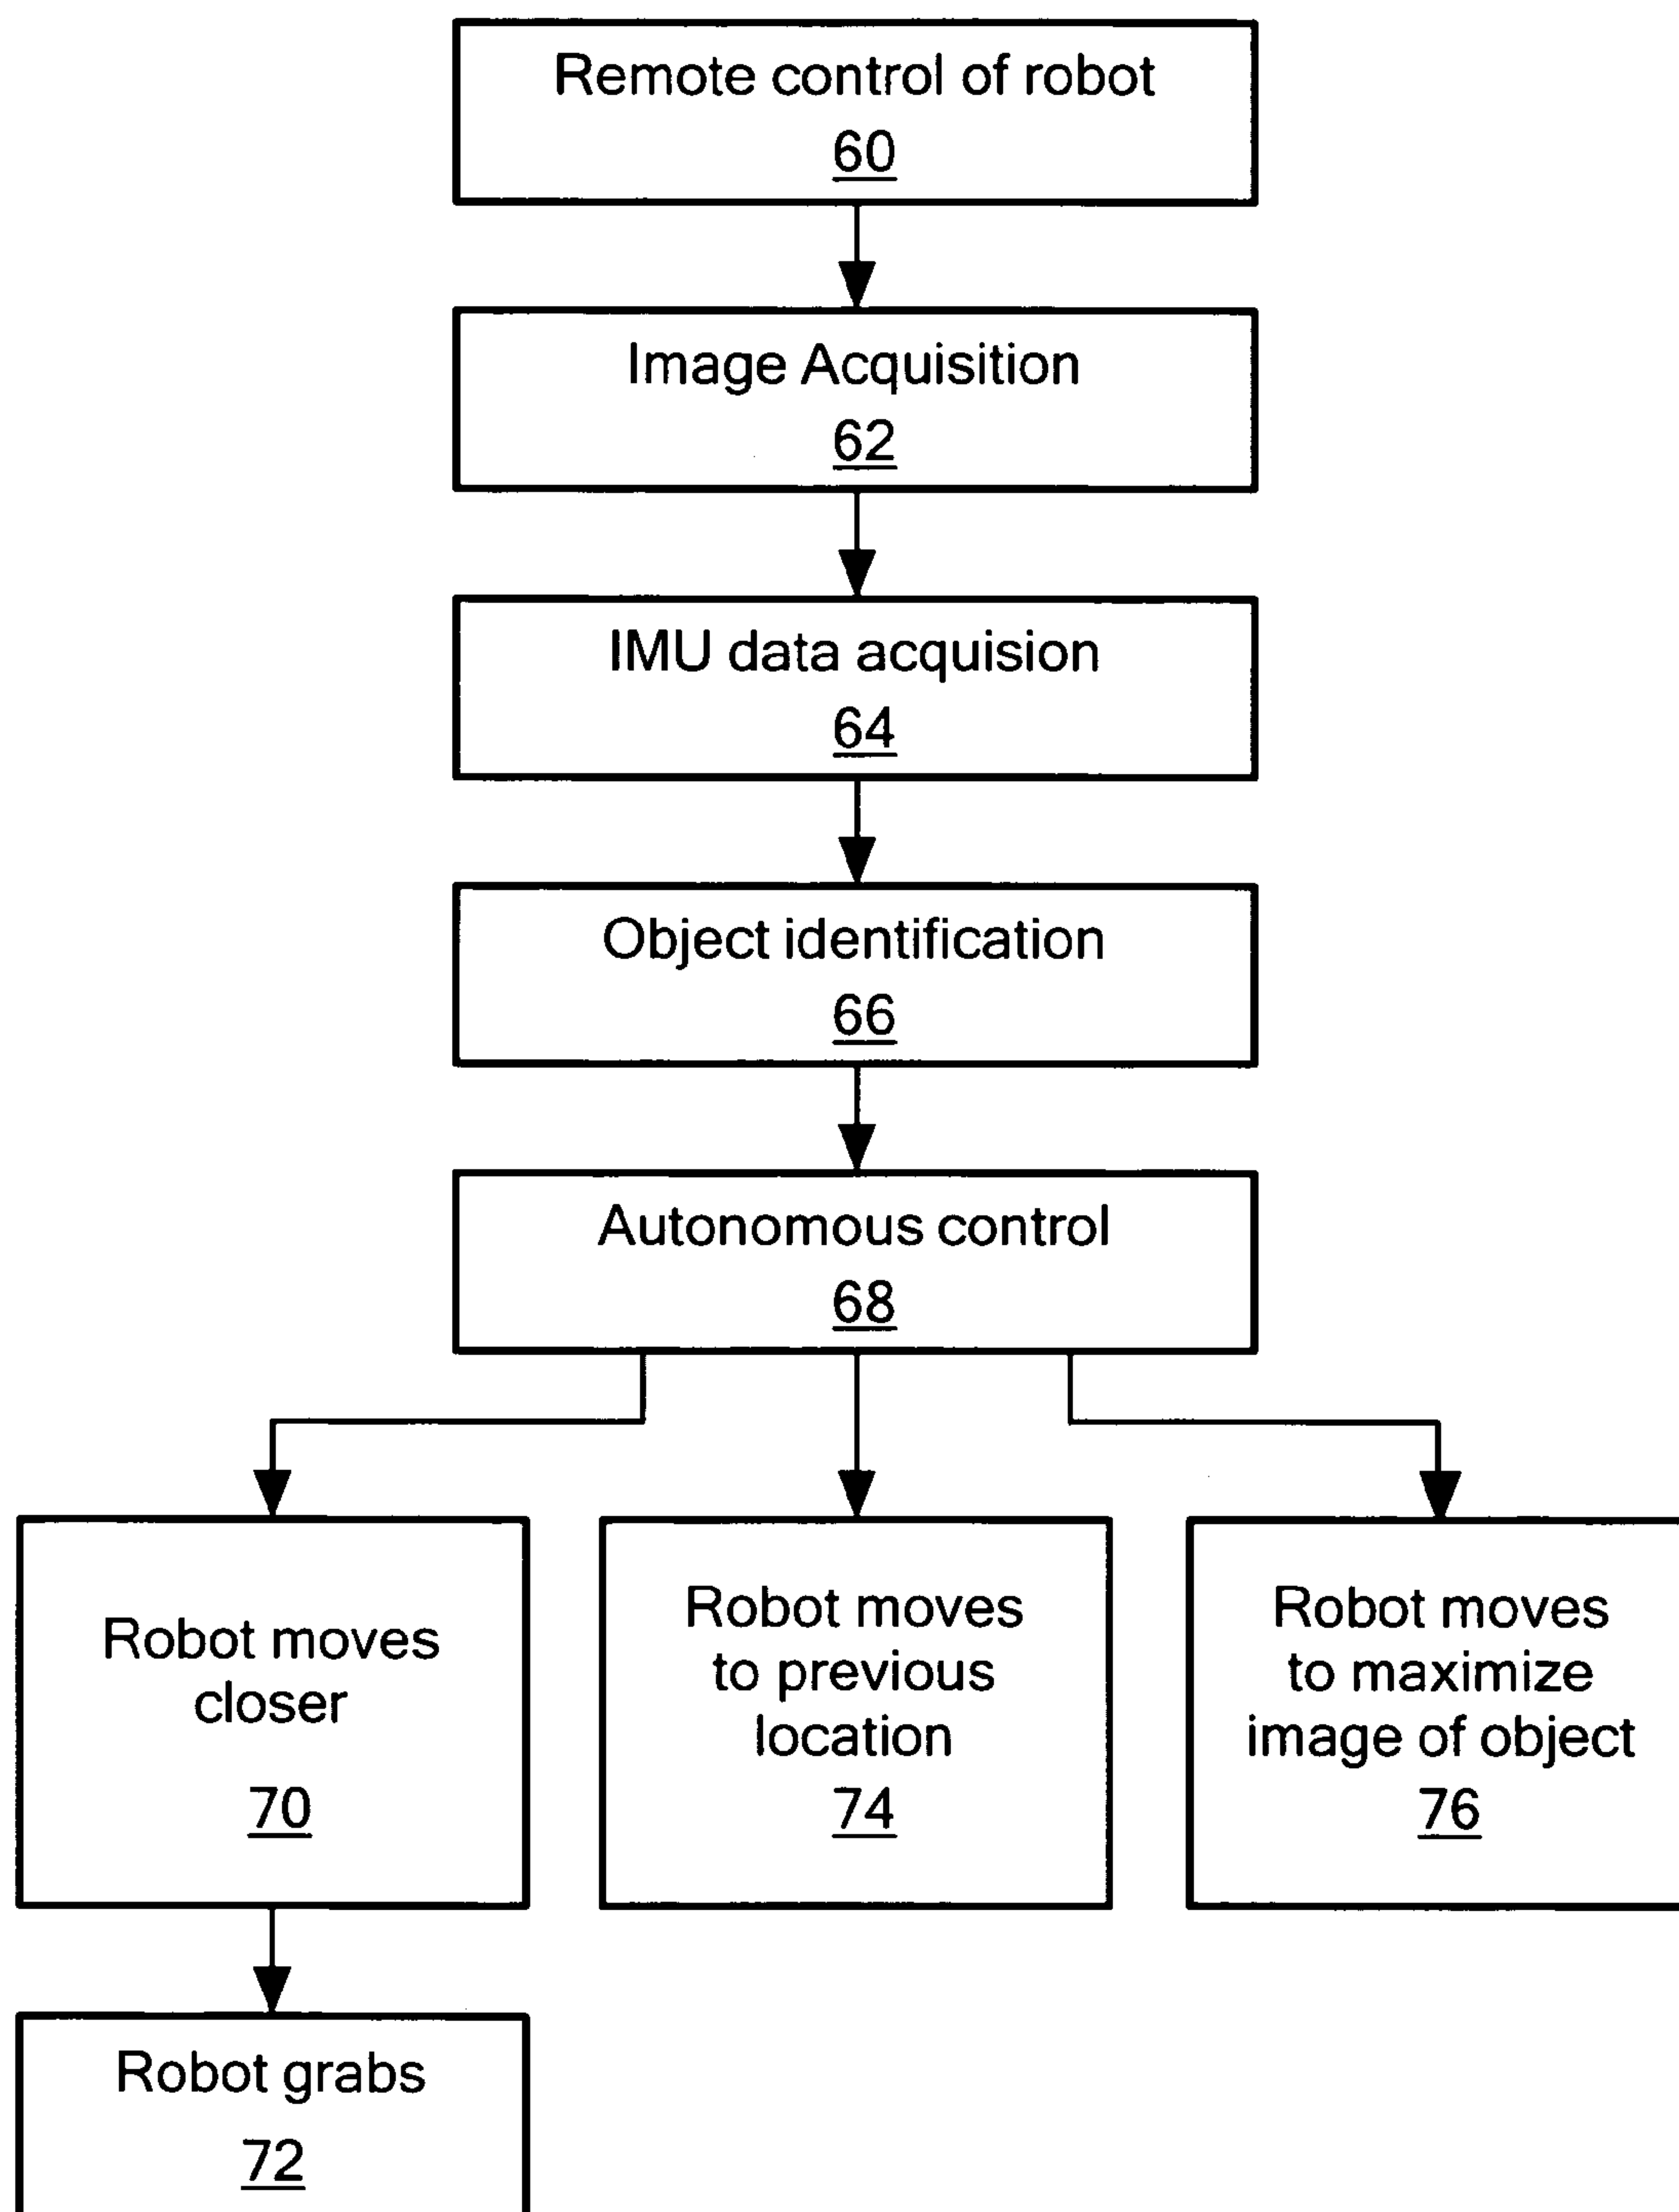 Remote control of robot
60
Image Acquisition
62
IMU data acquision
64
Object identification
66
Autonomous control
68
Robot moves
closer
70
Robot moves
to previous
location
74
Robot moves
to maximize
image of object
76
Robot grabs
72